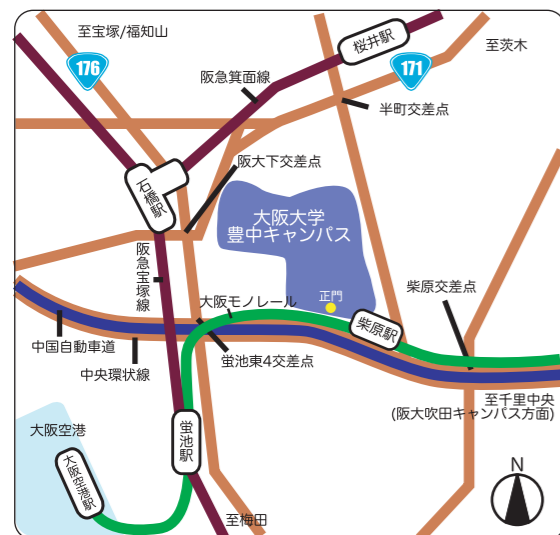 至宝塚/福知山
176
阪急箕面線
桜井駅
171
至茨木
半町交差点
阪大下交差点
石橋駅
大阪大学
豊中キャンパス
阪急宝塚線
大阪モノレール
正門
柴原駅
柴原交差点
中国自動車道
中央環状線
蛍池東4交差点
至千里中央
(阪大吹田キャンパス方面)
大阪空港
大阪空港駅
蛍池駅
至梅田
N